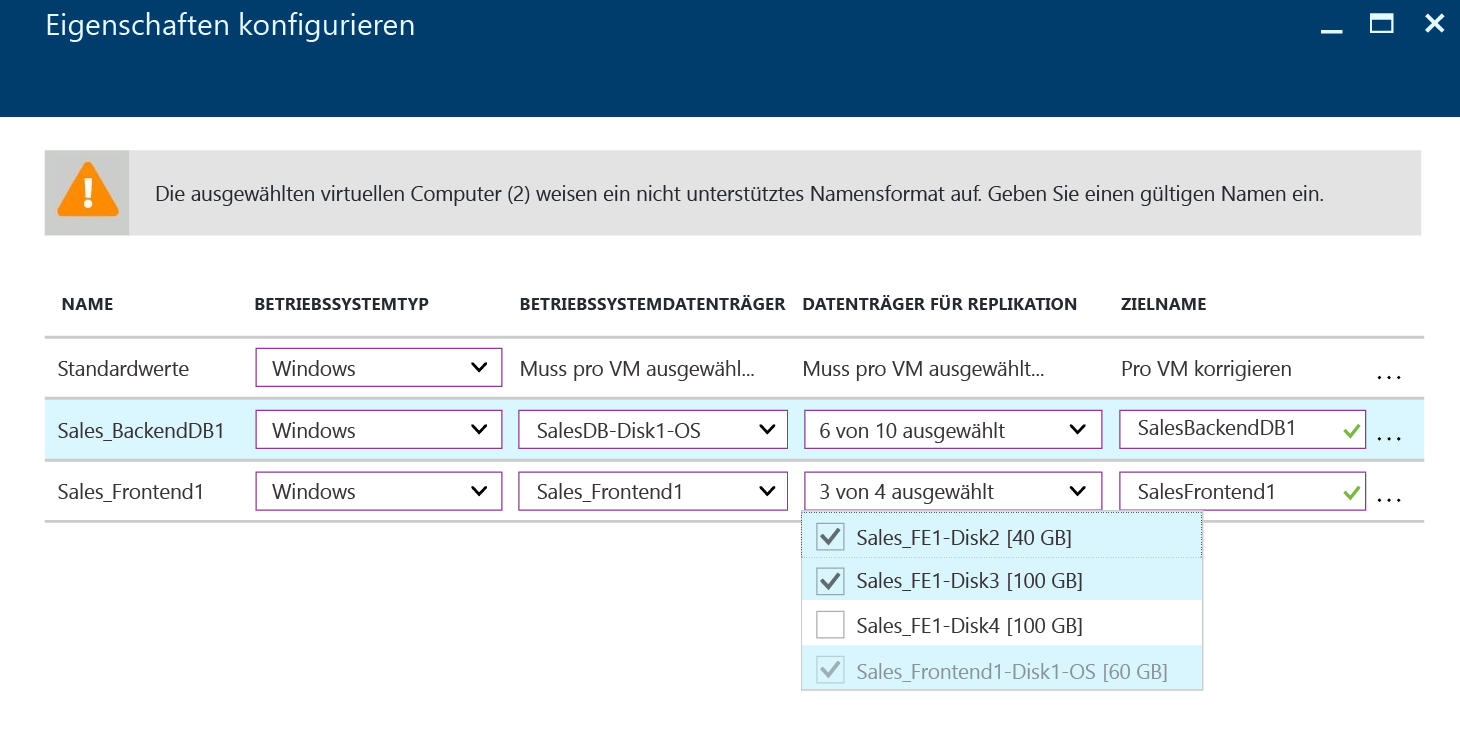 Eigenschaften konfigurieren
Die ausgewählten virtuellen Computer (2) weisen ein nicht unterstütztes Namensformat auf. Geben Sie einen gültigen Namen ein.
NAME BETRIEBSSYSTEMTYP BETRIEBSSYSTEMDATENTRÄGER DATENTRÄGER FÜR REPLIKATION ZIELNAME
Standardwerte Windows Muss pro VM ausgewähl... Muss pro VM ausgewählt... Pro VM korrigieren ...
Sales_BackendDB1 Windows SalesDB-Disk1-OS 6 von 10 ausgewählt SalesBackendDB1 ...
Sales_Frontend1 Windows Sales_Frontend1 3 von 4 ausgewählt SalesFrontend1 ...
Sales_FE1-Disk2 [40 GB]
Sales_FE1-Disk3 [100 GB]
Sales_FE1-Disk4 [100 GB]
Sales_Frontend1-Disk1-OS [60 GB]